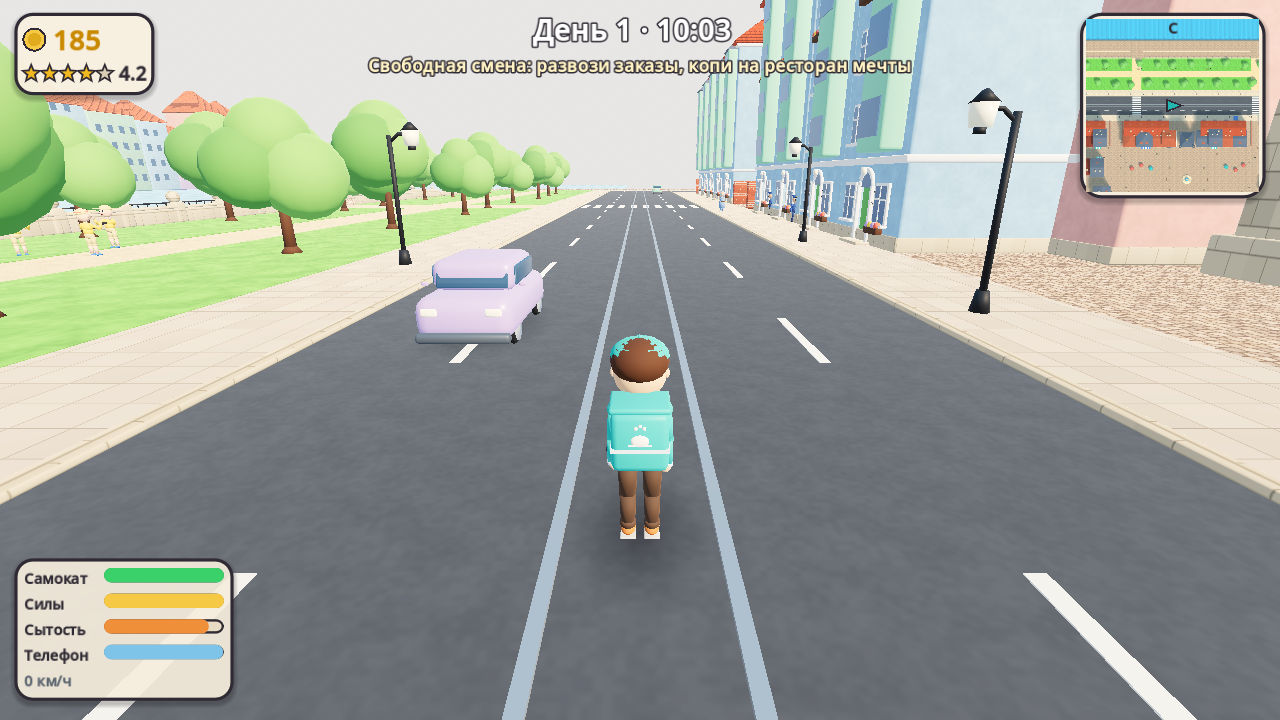 185
4.2
День 1 · 10:03
Свободная смена: развози заказы, копи на ресторан мечты
С
Самокат
Силы
Сытость
Телефон
0 км/ч